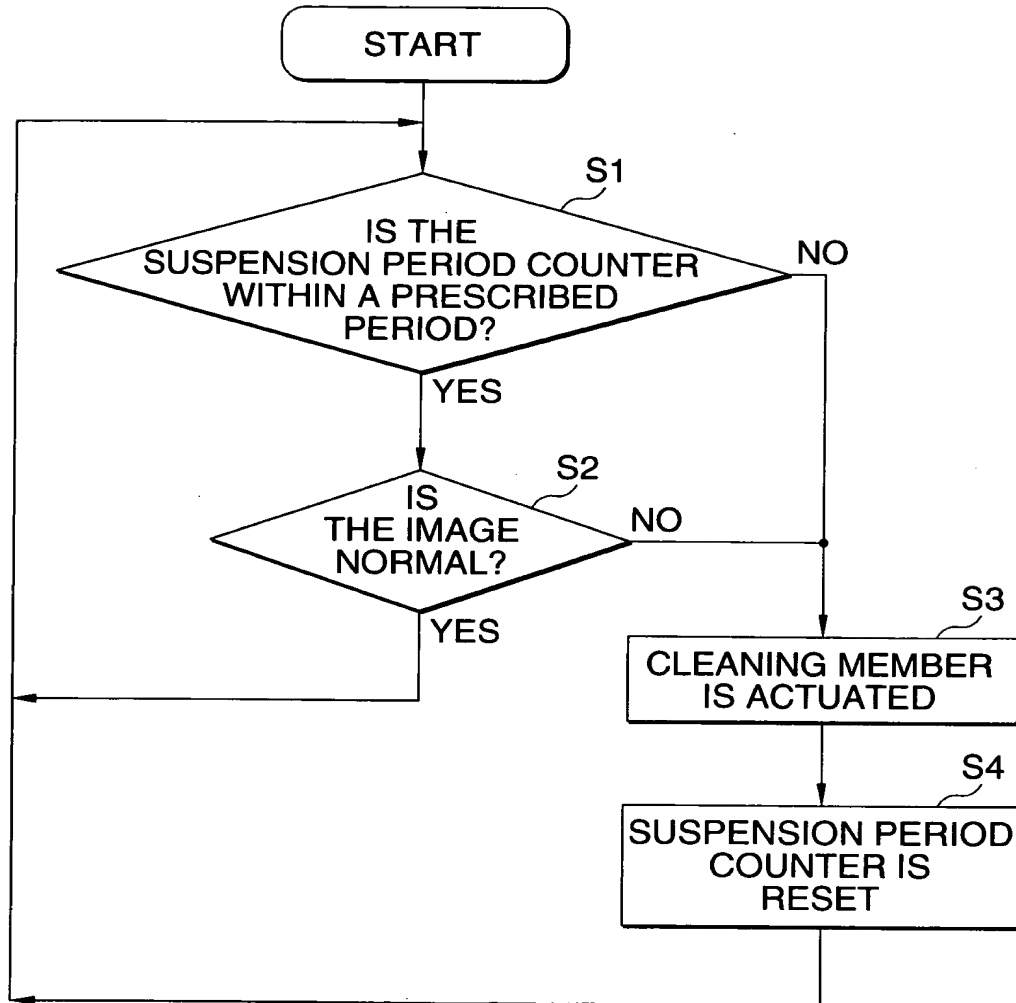 START
S1
IS THE
SUSPENSION PERIOD COUNTER
WITHIN A PRESCRIBED
PERIOD?
NO
YES
S2
IS
THE IMAGE
NORMAL?
NO
YES
S3
CLEANING MEMBER
IS ACTUATED
S4
SUSPENSION PERIOD
COUNTER IS
RESET